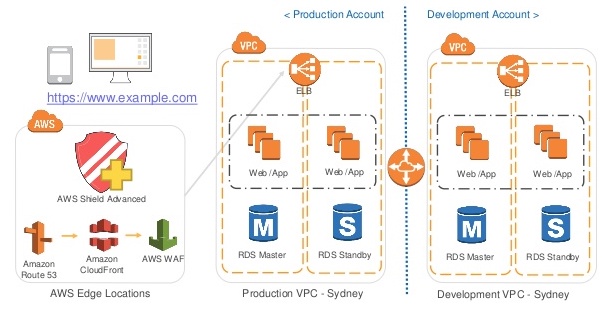 < Production Account
Development Account >
https://www.example.com
AWS
AWS Shield Advanced
Amazon
Route 53
Amazon
CloudFront
AWS WAF
AWS Edge Locations
VPC
ELB
Web /App
Web /App
M
S
RDS Master
RDS Standby
Production VPC - Sydney
VPC
ELB
Web /App
Web /App
M
S
RDS Master
RDS Standby
Development VPC - Sydney